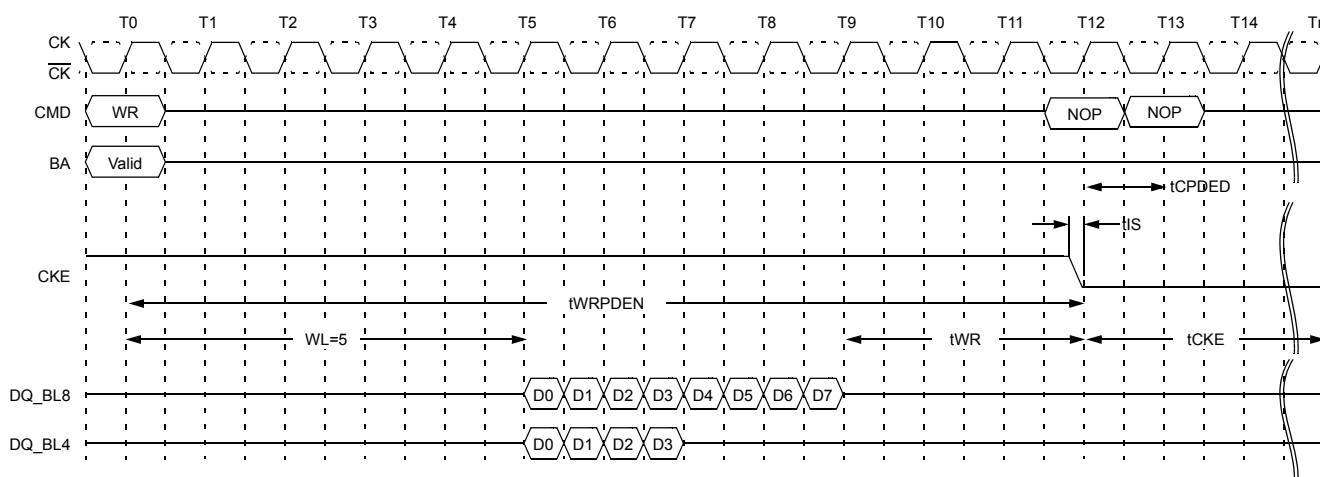 T0 T1 T2 T3 T4 T5 T6 T7 T8 T9 T10 T11 T12 T13 T14
CK
CK
CMD WR NOP NOP
BA Valid
tCPDED
tIS
CKE
tWRPDEN
WL=5 tWR tCKE
DQ_BL8 D0 D1 D2 D3 D4 D5 D6 D7
DQ_BL4 D0 D1 D2 D3